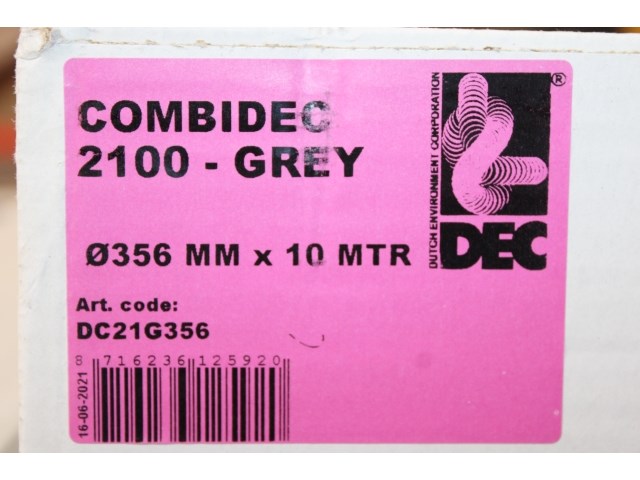 COMBIDEC
2100 - GREY
Ø356 MM x 10 MTR
Art. code:
DC21G356
8 716236 125920
16-06-2021
DUTCH ENVIRONMENT CORPORATION
®
DEC